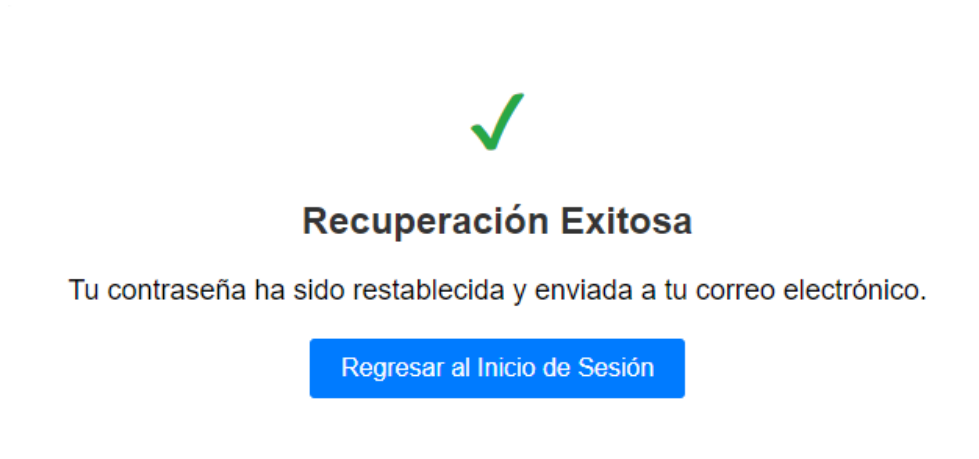 Recuperación Exitosa
Tu contraseña ha sido restablecida y enviada a tu correo electrónico.
Regresar al Inicio de Sesión